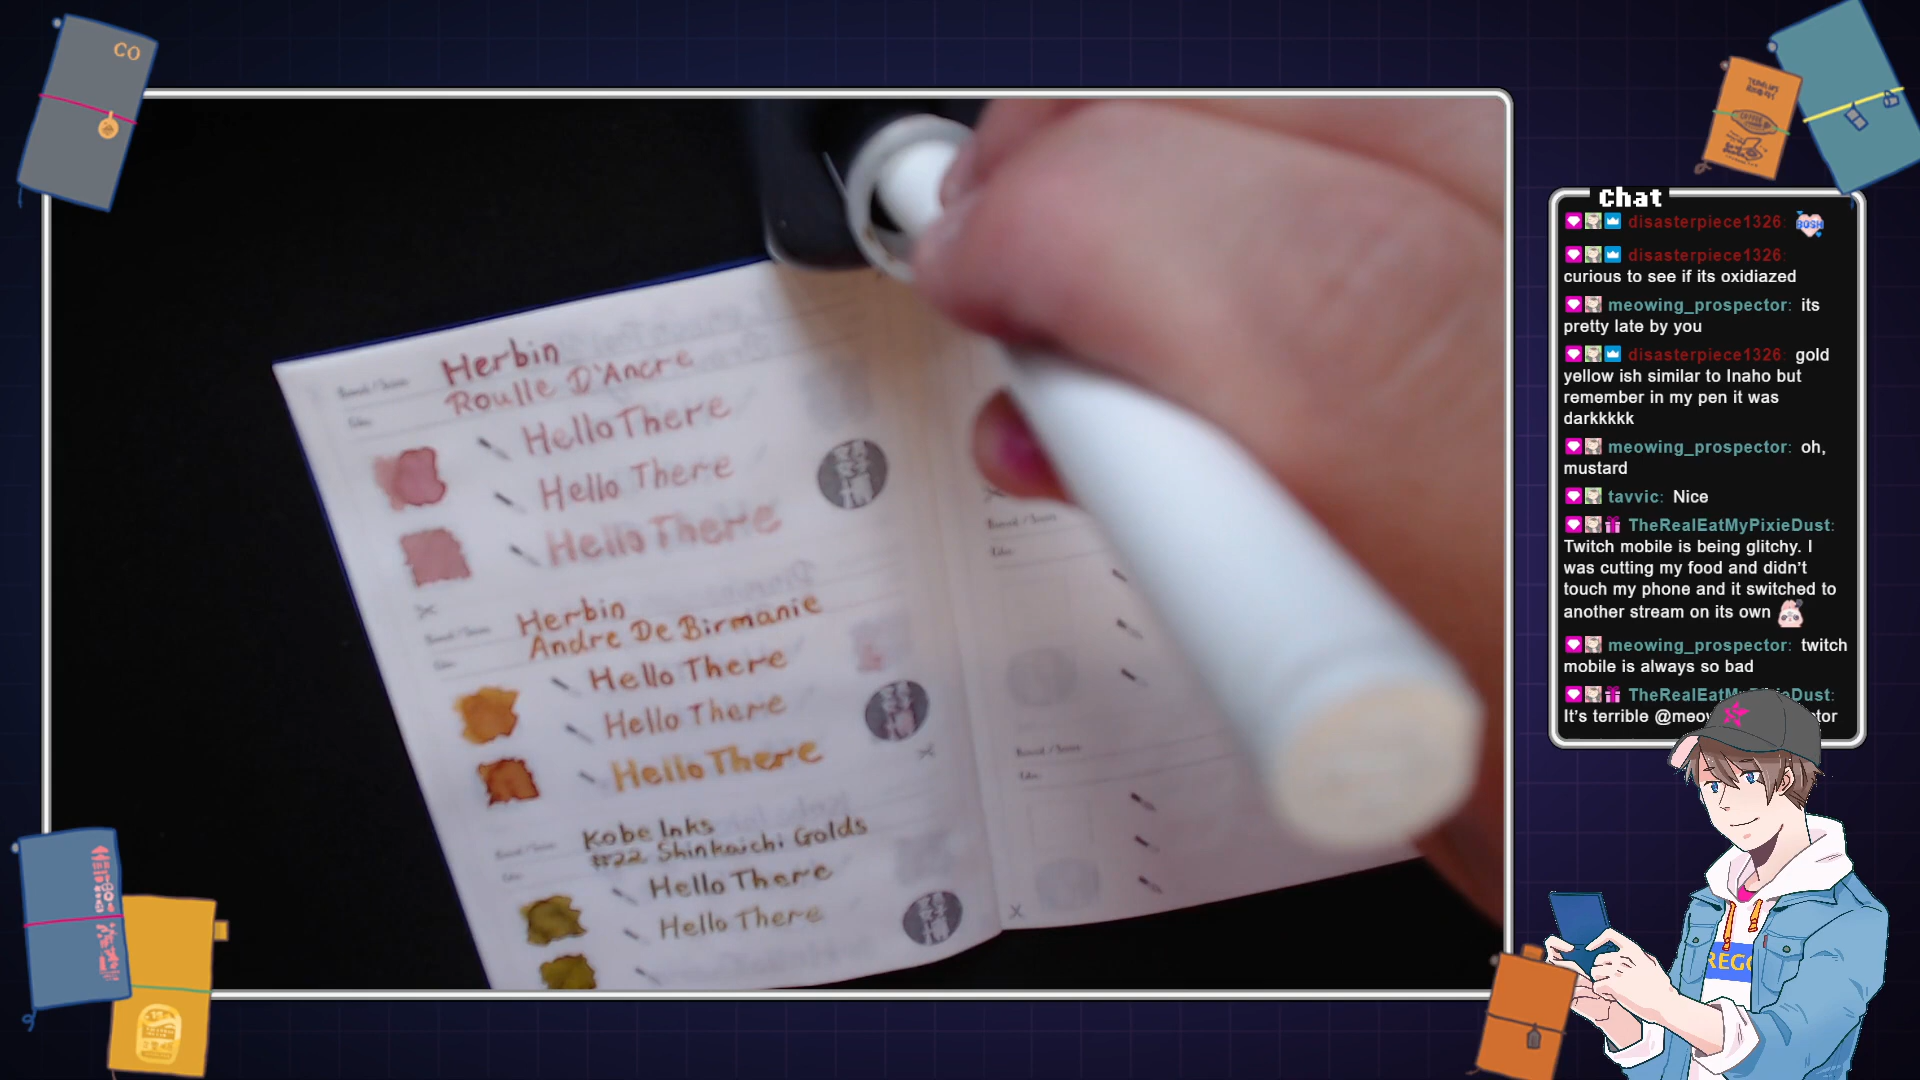 CO
chat
disasterpiece1326:
disasterpiece1326:
curious to see if its oxidiazed
meowing_prospector: its
pretty late by you
disasterpiece1326: gold
yellow ish similar to Inaho but
remember in my pen it was
darkkkkk
meowing_prospector: oh,
mustard
tavvic: Nice
TheRealEatMyPixieDust:
Twitch mobile is being glitchy. I
was cutting my food and didn't
touch my phone and it switched to
another stream on its own
meowing_prospector: twitch
mobile is always so bad
It's terrible
Herbin
Roulle D'Ancre
Hello There
Hello There
Hello There
Herbin
Andre De Birmanie
Hello There
Hello There
Hello There
Kobe Inks
#22 Shinkaichi Golds
Hello There
Hello There